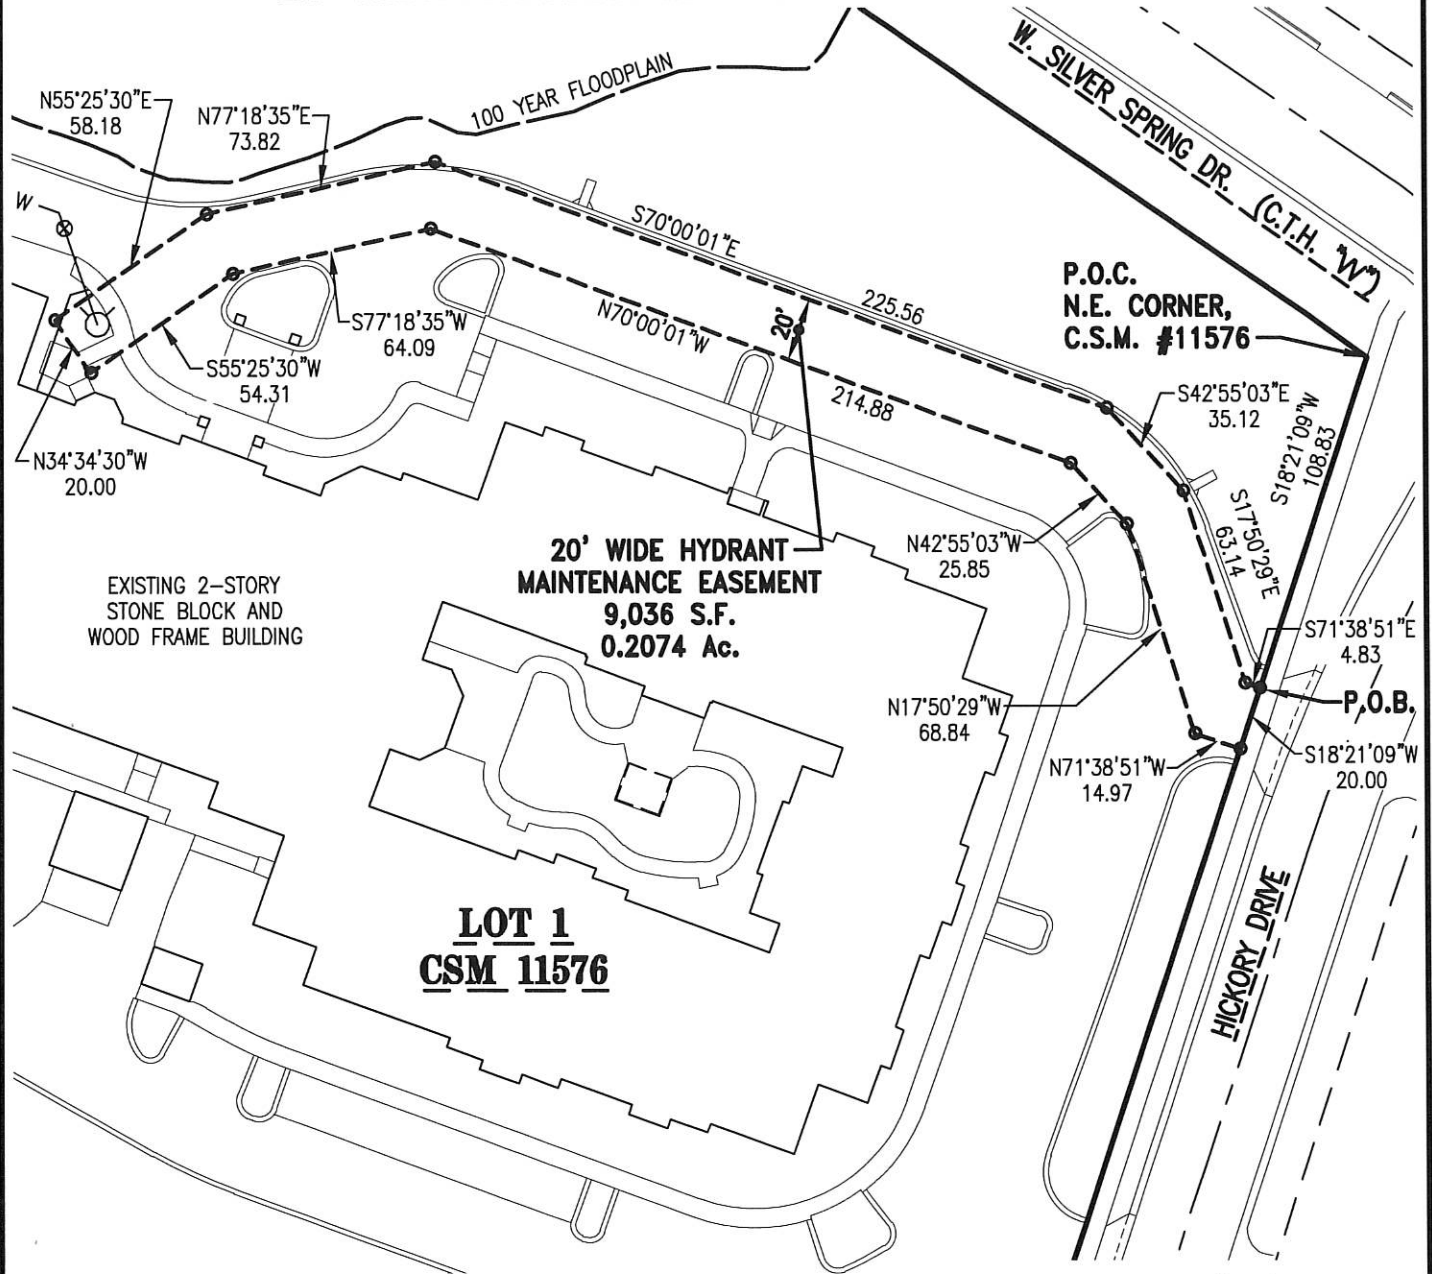 W. SILVER SPRING DR. (C.T.H. "W")
100 YEAR FLOODPLAIN
N55°25'30"E
58.18
N77°18'35"E
73.82
W
S70°00'01"E
225.56
20'
N70°00'01"W
214.88
P.O.C.
N.E. CORNER,
C.S.M. #11576
S77°18'35"W
64.09
S55°25'30"W
54.31
S42°55'03"E
35.12
S18°21'09"W
108.83
N34°34'30"W
20.00
S17°50'29"E
63.14
N42°55'03"W
25.85
20' WIDE HYDRANT
MAINTENANCE EASEMENT
9,036 S.F.
0.2074 Ac.
EXISTING 2-STORY
STONE BLOCK AND
WOOD FRAME BUILDING
S71°38'51"E
4.83
P.O.B.
N17°50'29"W
68.84
S18°21'09"W
20.00
N71°38'51"W
14.97
LOT 1
CSM 11576
HICKORY DRIVE